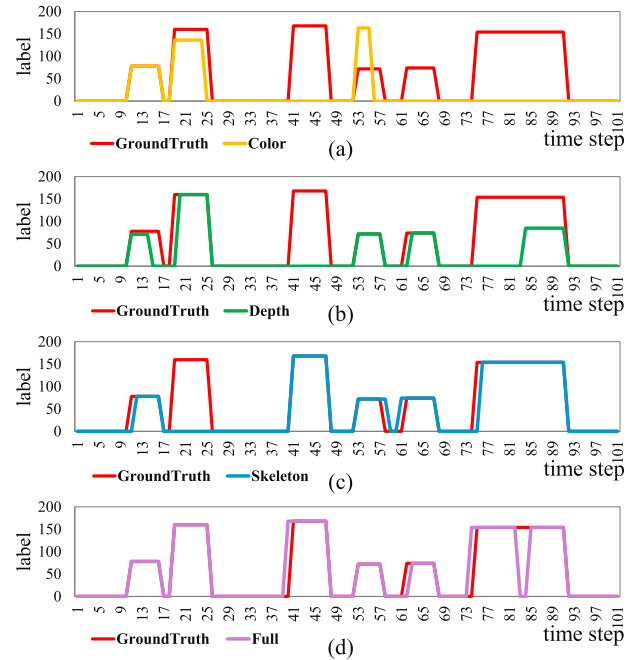 (a)
label
200
150
100
50
0
1 5 9 13 17 21 25 29 33 37 41 45 49 53 57 61 65 69 73 77 81 85 89 93 97 101
time step
GroundTruth Color
(a)
label
200
150
100
50
0
1 5 9 13 17 21 25 29 33 37 41 45 49 53 57 61 65 69 73 77 81 85 89 93 97 101
time step
GroundTruth Depth
(b)
label
200
150
100
50
0
1 5 9 13 17 21 25 29 33 37 41 45 49 53 57 61 65 69 73 77 81 85 89 93 97 101
time step
GroundTruth Skeleton
(c)
label
200
150
100
50
0
1 5 9 13 17 21 25 29 33 37 41 45 49 53 57 61 65 69 73 77 81 85 89 93 97 101
time step
GroundTruth Full
(d)